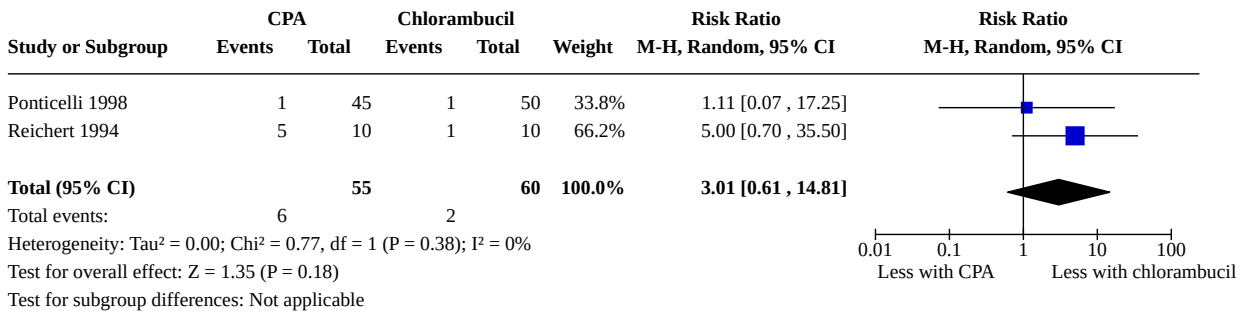 CPA Chlorambucil Risk Ratio Risk Ratio
Study or Subgroup Events Total Events Total Weight M-H, Random, 95% CI M-H, Random, 95% CI
Ponticelli 1998 1 45 1 50 33.8% 1.11 [0.07 , 17.25]
Reichert 1994 5 10 1 10 66.2% 5.00 [0.70 , 35.50]
Total (95% CI) 55 60 100.0% 3.01 [0.61 , 14.81]
Total events: 6 2
Heterogeneity: Tau² = 0.00; Chi² = 0.77, df = 1 (P = 0.38); I² = 0%
0.01 0.1 1 10 100
Test for overall effect: Z = 1.35 (P = 0.18) Less with CPA Less with chlorambucil
Test for subgroup differences: Not applicable